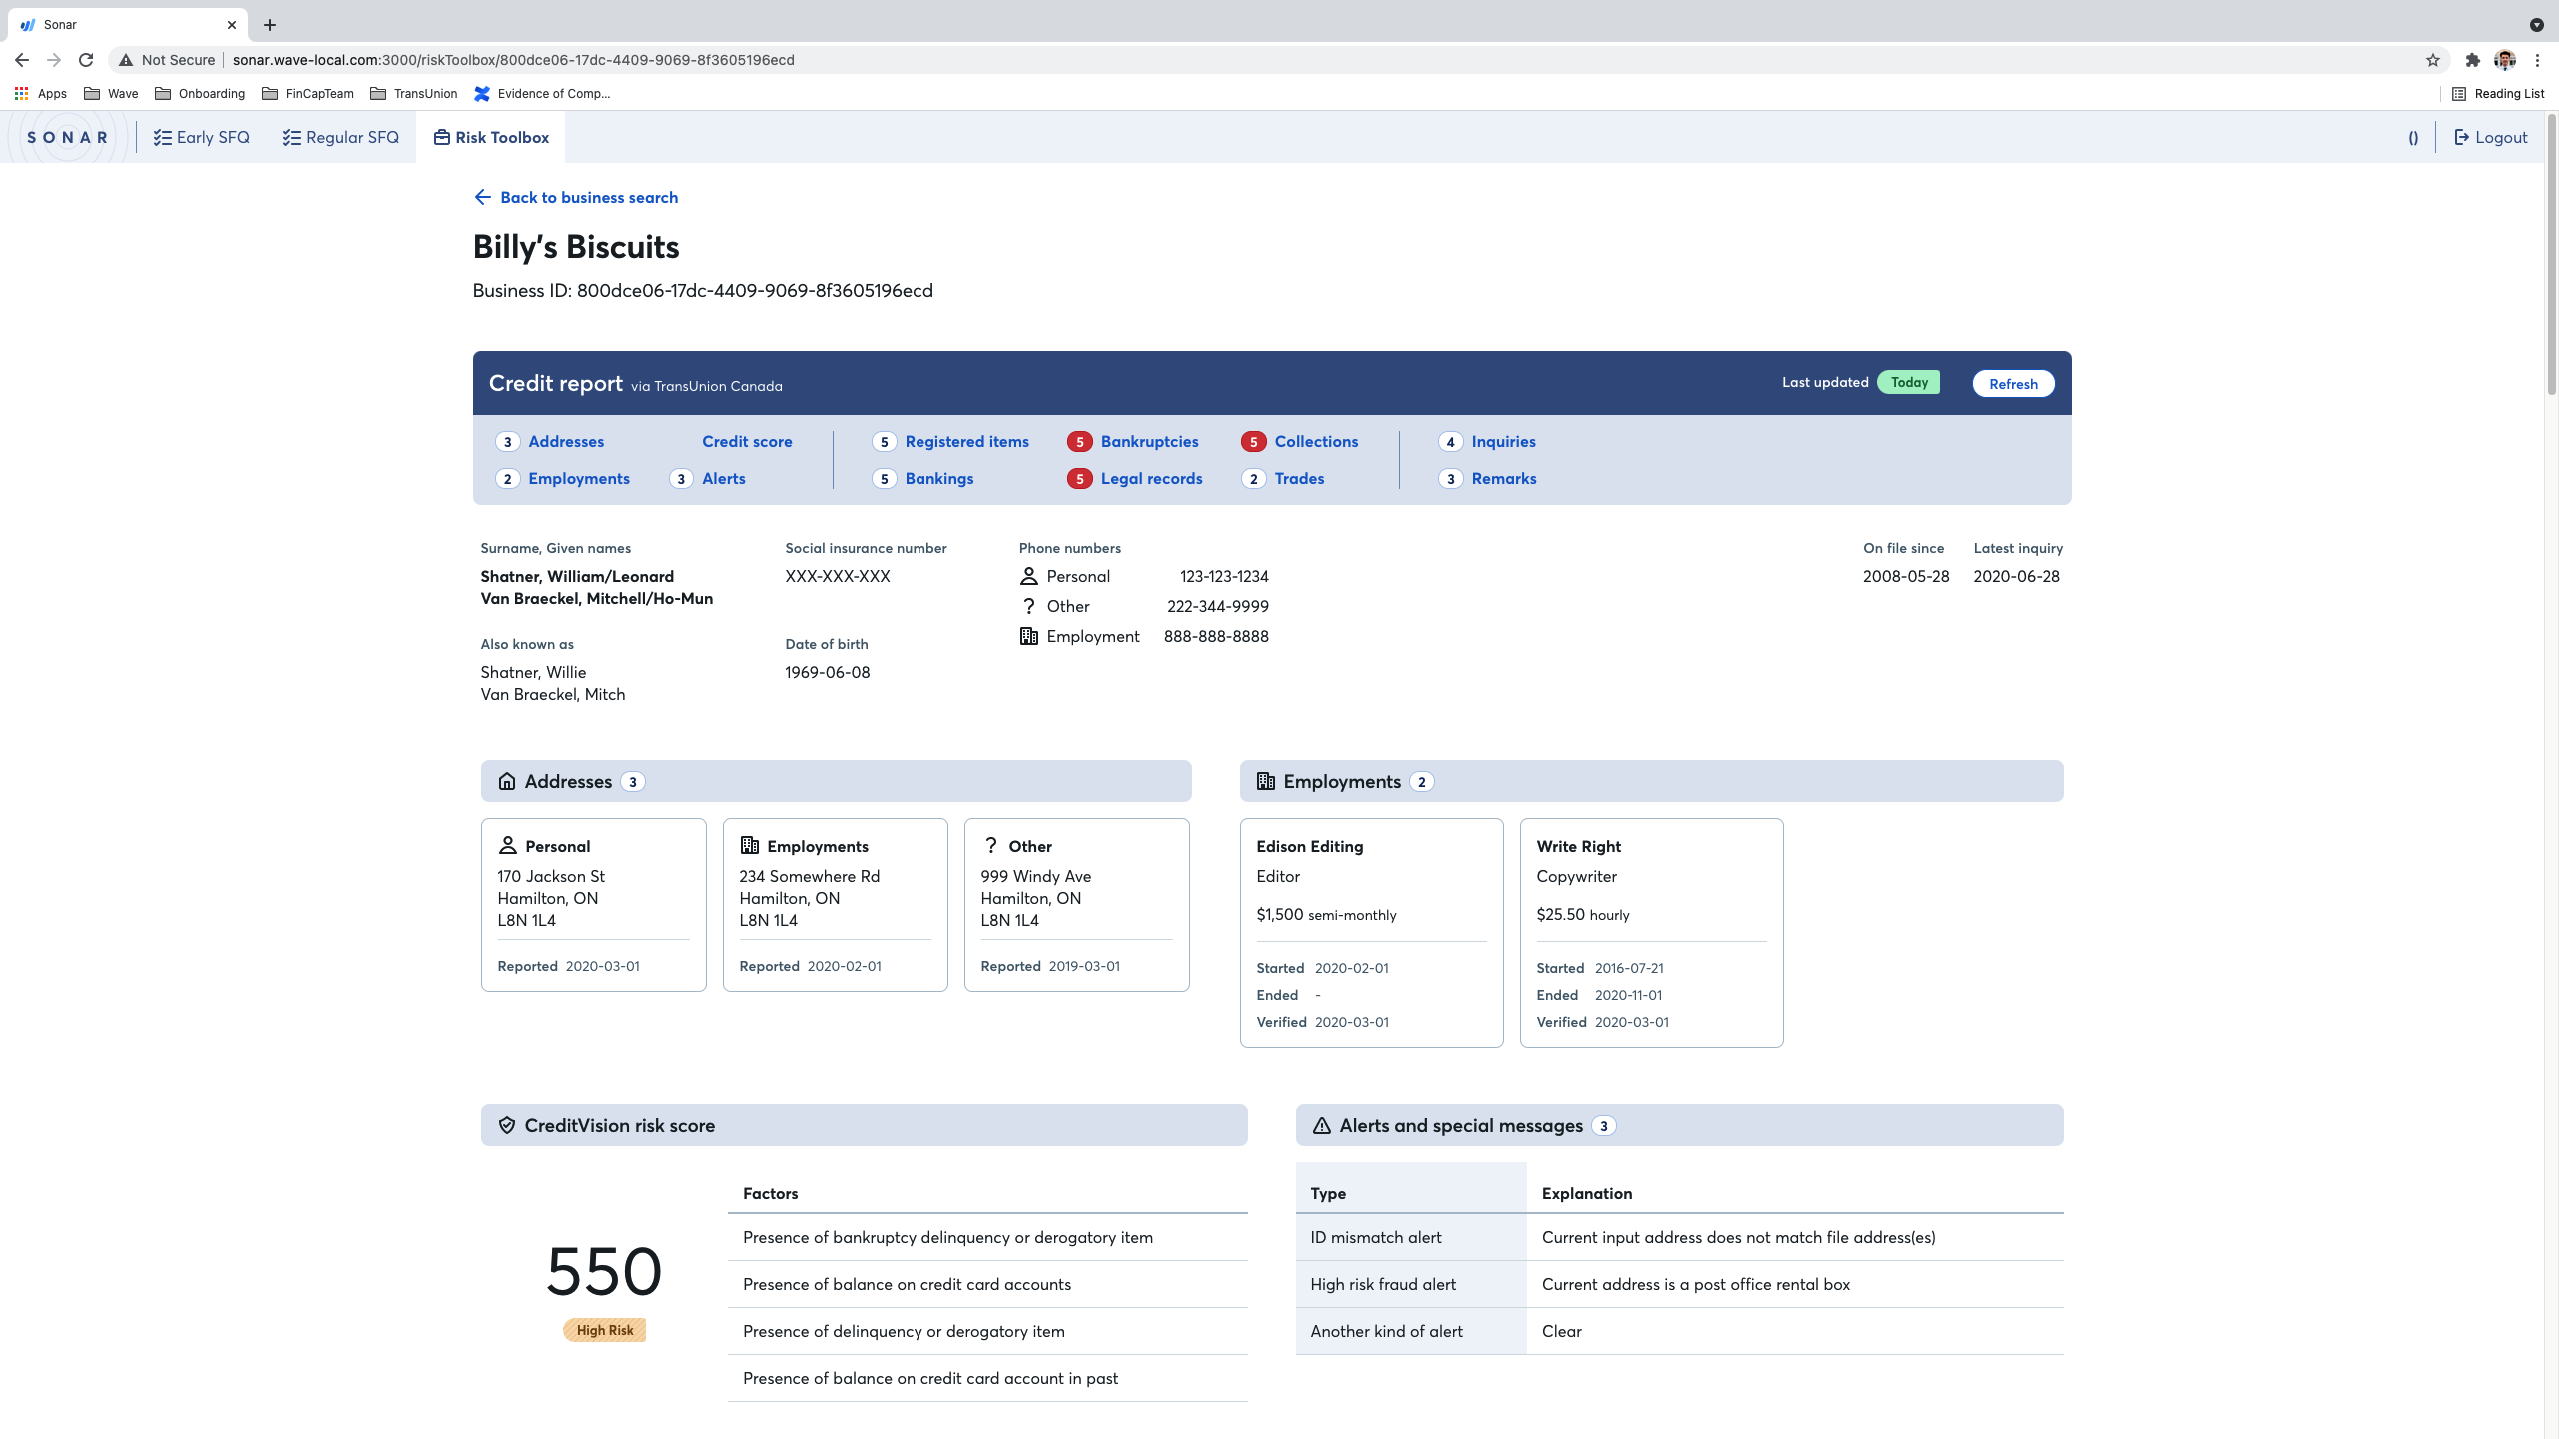 Sonar
Not Secure
sonar.wave-local.com:3000/riskToolbox/800dce06-17dc-4409-9069-8f3605196ecd
Apps
Wave
Onboarding
FinCapTeam
TransUnion
Evidence of Comp...
Reading List
SONAR
Early SFQ
Regular SFQ
Risk Toolbox
()
Logout
Back to business search
Billy's Biscuits
Business ID: 800dce06-17dc-4409-9069-8f3605196ecd
Credit report via TransUnion Canada
Last updated Today
Refresh
3 Addresses
Credit score
5 Registered items
5 Bankruptcies
5 Collections
4 Inquiries
2 Employments
3 Alerts
5 Bankings
5 Legal records
2 Trades
3 Remarks
Surname, Given names
Shatner, William/Leonard
Van Braeckel, Mitchell/Ho-Mun
Also known as
Shatner, Willie
Van Braeckel, Mitch
Social insurance number
XXX-XXX-XXX
Date of birth
1969-06-08
Phone numbers
Personal 123-123-1234
? Other 222-344-9999
Employment 888-888-8888
On file since
2008-05-28
Latest inquiry
2020-06-28
Addresses 3
Personal
170 Jackson St
Hamilton, ON
L8N 1L4
Reported 2020-03-01
Employments
234 Somewhere Rd
Hamilton, ON
L8N 1L4
Reported 2020-02-01
? Other
999 Windy Ave
Hamilton, ON
L8N 1L4
Reported 2019-03-01
Employments 2
Edison Editing
Editor
$1,500 semi-monthly
Started 2020-02-01
Ended -
Verified 2020-03-01
Write Right
Copywriter
$25.50 hourly
Started 2016-07-21
Ended 2020-11-01
Verified 2020-03-01
CreditVision risk score
550
High Risk
Factors
Presence of bankruptcy delinquency or derogatory item
Presence of balance on credit card accounts
Presence of delinquency or derogatory item
Presence of balance on credit card account in past
Alerts and special messages 3
Type Explanation
ID mismatch alert Current input address does not match file address(es)
High risk fraud alert Current address is a post office rental box
Another kind of alert Clear